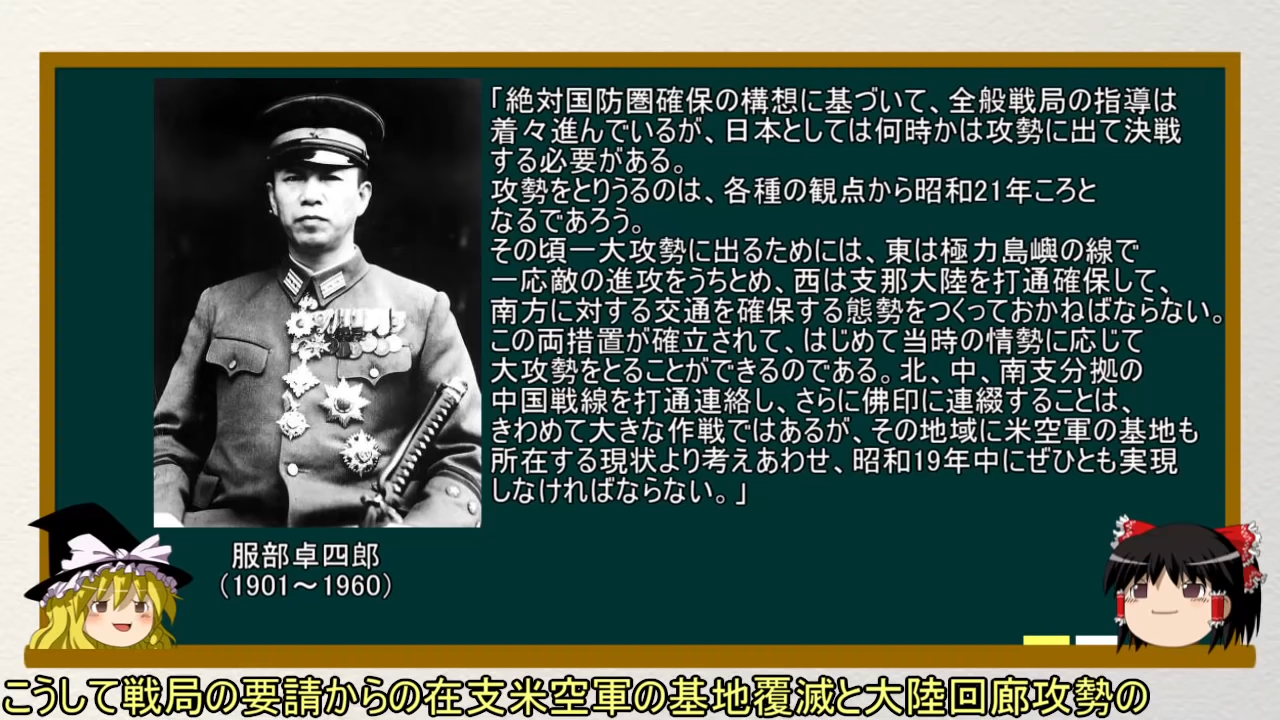 「絶対国防圏確保の構想に基づいて、全般戦局の指導は
着々進んでいるが、日本としては何時かは攻勢に出て決戦
する必要がある。
攻勢をとりうるのは、各種の観点から昭和21年ころと
なるであろう。
その頃一大攻勢に出るためには、東は極力島嶼の線で
一応敵の進攻をうちとめ、西は支那大陸を打通確保して、
南方に対する交通を確保する態勢をつくっておかねばならない。
この両措置が確立されて、はじめて当時の情勢に応じて
大攻勢をとることができるのである。北、中、南支分拠の
中国戦線を打通連絡し、さらに佛印に連綴することは、
きわめて大きな作戦ではあるが、その地域に米空軍の基地も
所在する現状より考えあわせ、昭和19年中にぜひとも実現
しなければならない。」
服部卓四郎
（1901～1960）
こうして戦局の要請からの在支米空軍の基地覆滅と大陸回廊攻勢の